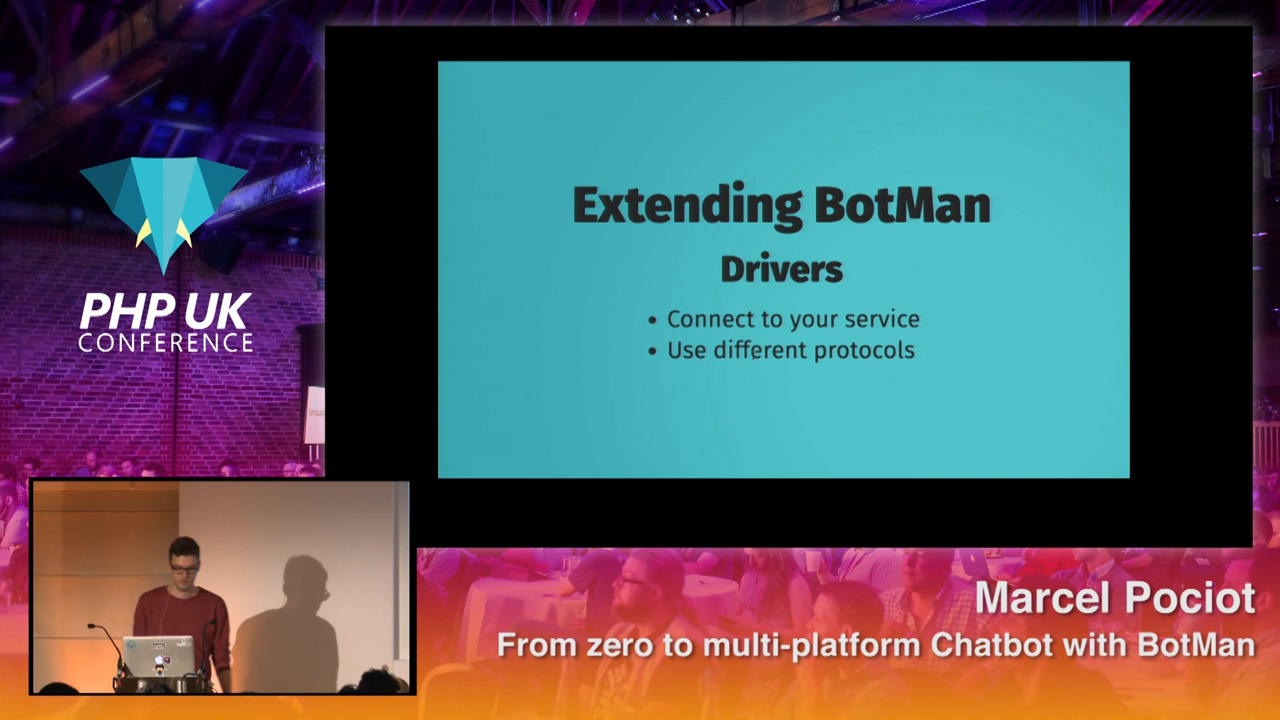 PHP UK
CONFERENCE
Extending BotMan
Drivers
• Connect to your service
• Use different protocols
Marcel Pociot
From zero to multi-platform Chatbot with BotMan